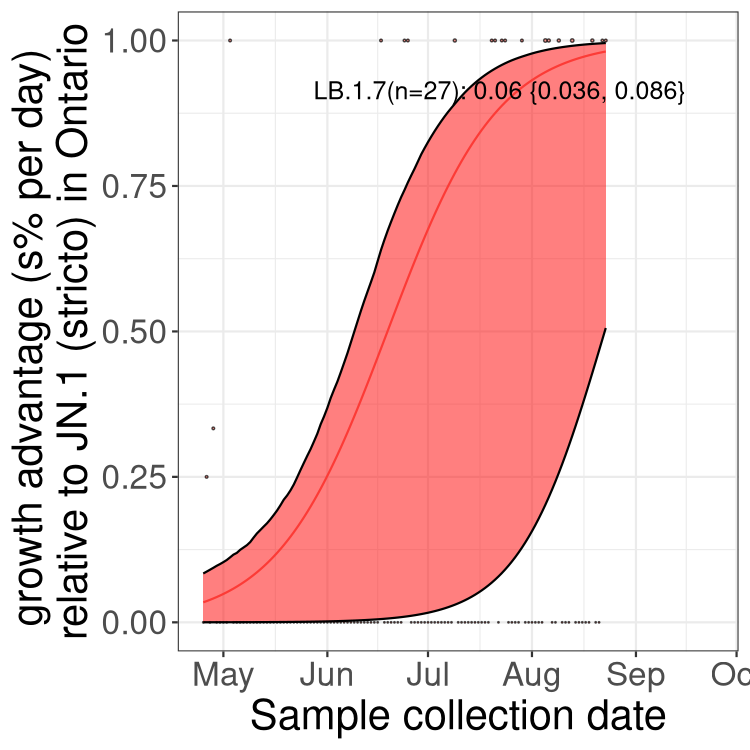 growth advantage (s% per day)
relative to JN.1 (stricto) in Ontario
1.00
0.75
0.50
0.25
0.00
LB.1.7(n=27): 0.06 {0.036, 0.086}
May Jun Jul Aug Sep Oc
Sample collection date